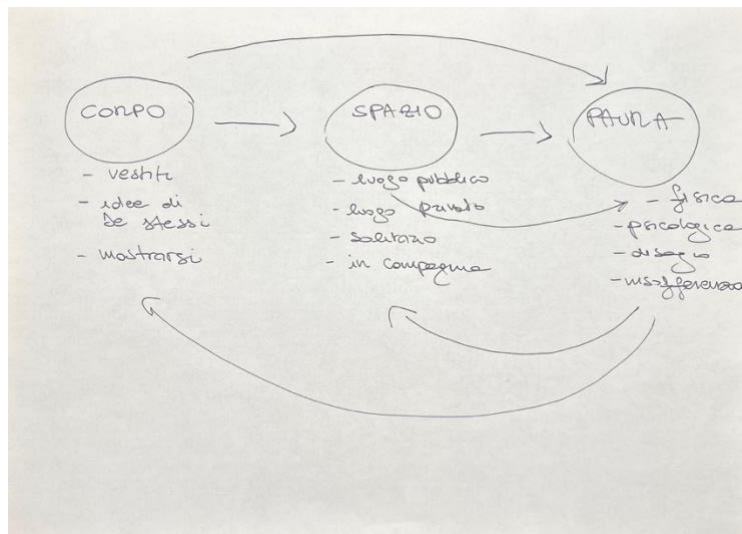 CORPO
- vestiti
- idee di
se stessi
- mostrarsi
SPAZIO
- luogo pubblico
- luogo privato
- solitario
- in compagnia
PAURA
- fisica
- psicologica
- disagio
- insofferenza